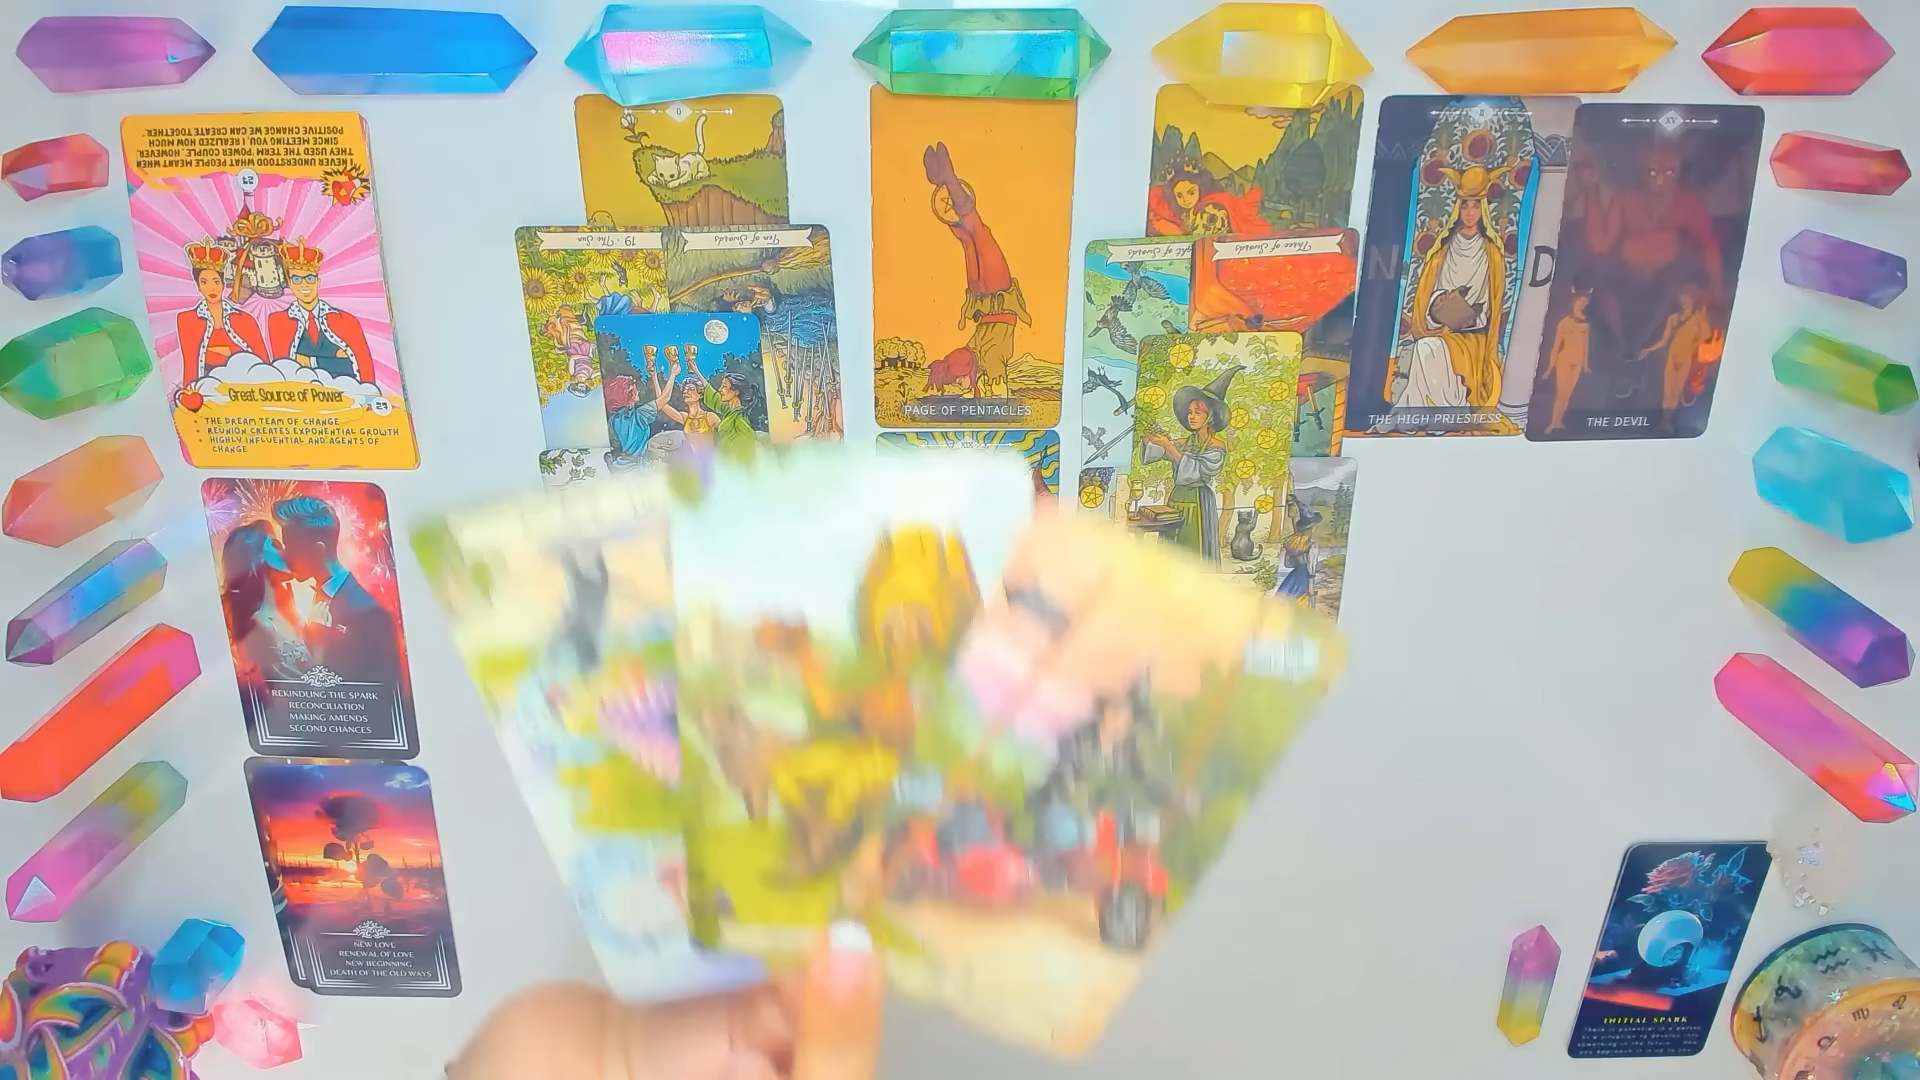 I NEVER UNDERSTOOD WHAT PEOPLE MEANT WHEN
THEY USED THE TERM, "POWER COUPLE." HOWEVER,
SINCE MEETING YOU, I REALIZED HOW MUCH
POSITIVE CHANGE WE CAN CREATE TOGETHER.
Great Source of Power
THE DREAM TEAM OF CHANGE
REUNION CREATES EXPONENTIAL GROWTH
HIGHLY INFLUENTIAL AND AGENTS OF
CHANGE
REKINDLING THE SPARK
RECONCILIATION
MAKING AMENDS
SECOND CHANCES
NEW LOVE
RENEWAL OF LOVE
NEW BEGINNING
DEATH OF THE OLD WAYS
0
19 · The Sun
Ten of Swords
PAGE OF PENTACLES
XIX
Eight of Swords
Three of Swords
II
N
D
THE HIGH PRIESTESS
XV
THE DEVIL
INITIAL SPARK